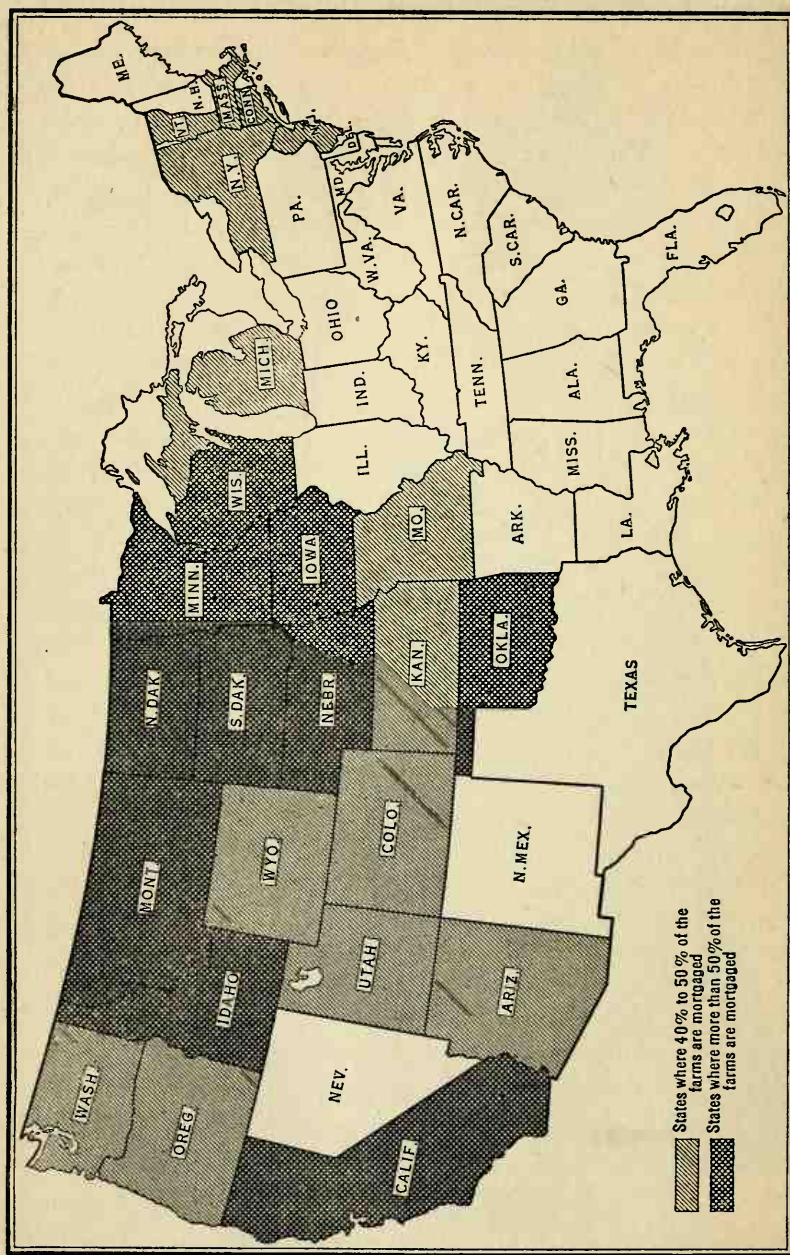 WASH.
MONT
N.DAK
MINN.
ME.
VT.
N.H.
OREG.
IDAHO
S.DAK
WIS.
MICH.
N.Y.
MASS.
CONN.
WYO.
NEBR.
IOWA
PA.
NEV.
UTAH
COLO.
KAN.
MO.
ILL.
IND.
OHIO
W.VA.
MD.
DEL.
VA.
CALIF.
KY.
N.CAR.
ARIZ.
N.MEX.
OKLA.
ARK.
TENN.
S.CAR.
TEXAS
LA.
MISS.
ALA.
GA.
FLA.
States where 40% to 50% of the
farms are mortgaged
States where more than 50% of the
farms are mortgaged